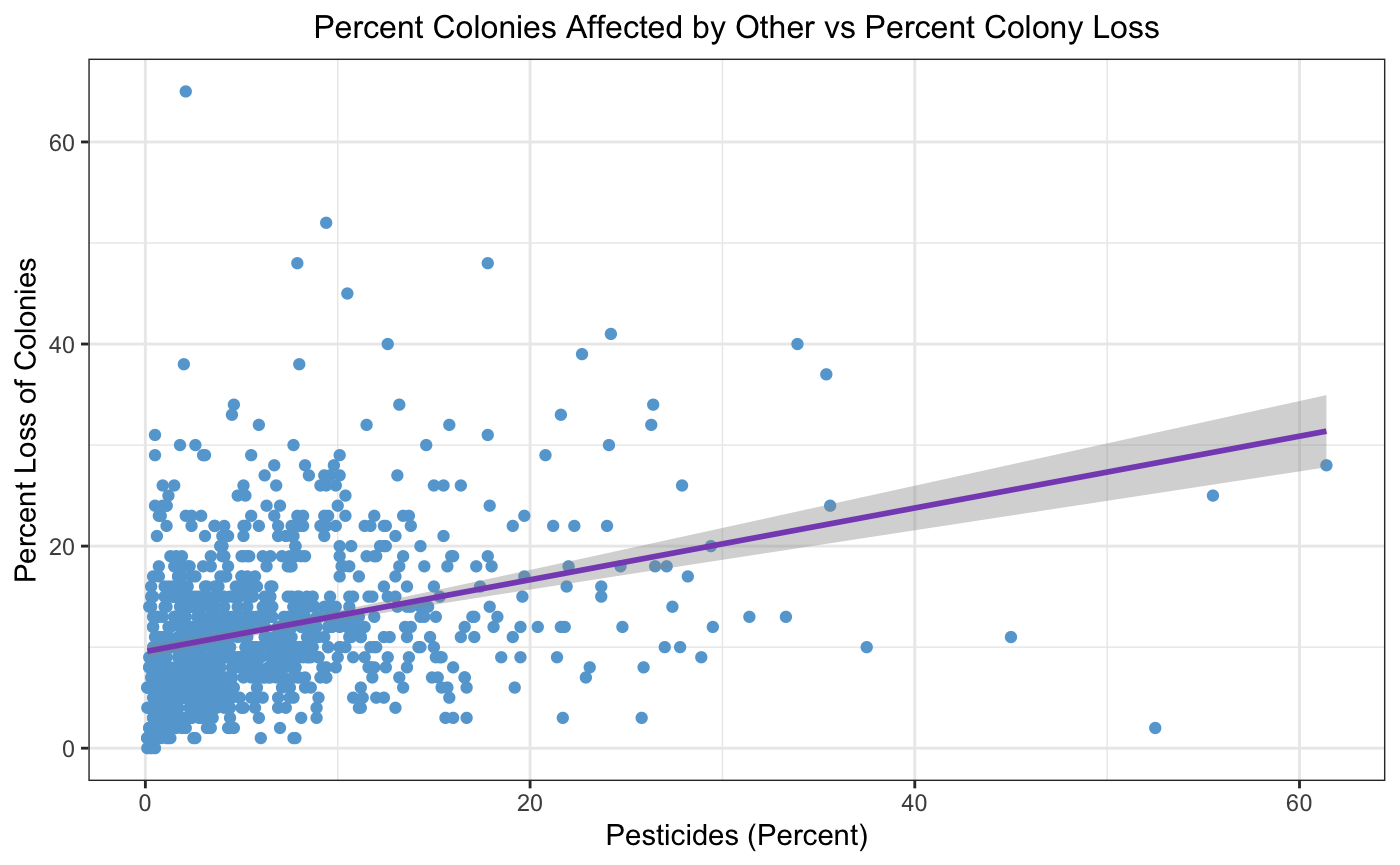 Percent Colonies Affected by Other vs Percent Colony Loss
Percent Loss of Colonies
60
40
20
0
0 20 40 60
Pesticides (Percent)